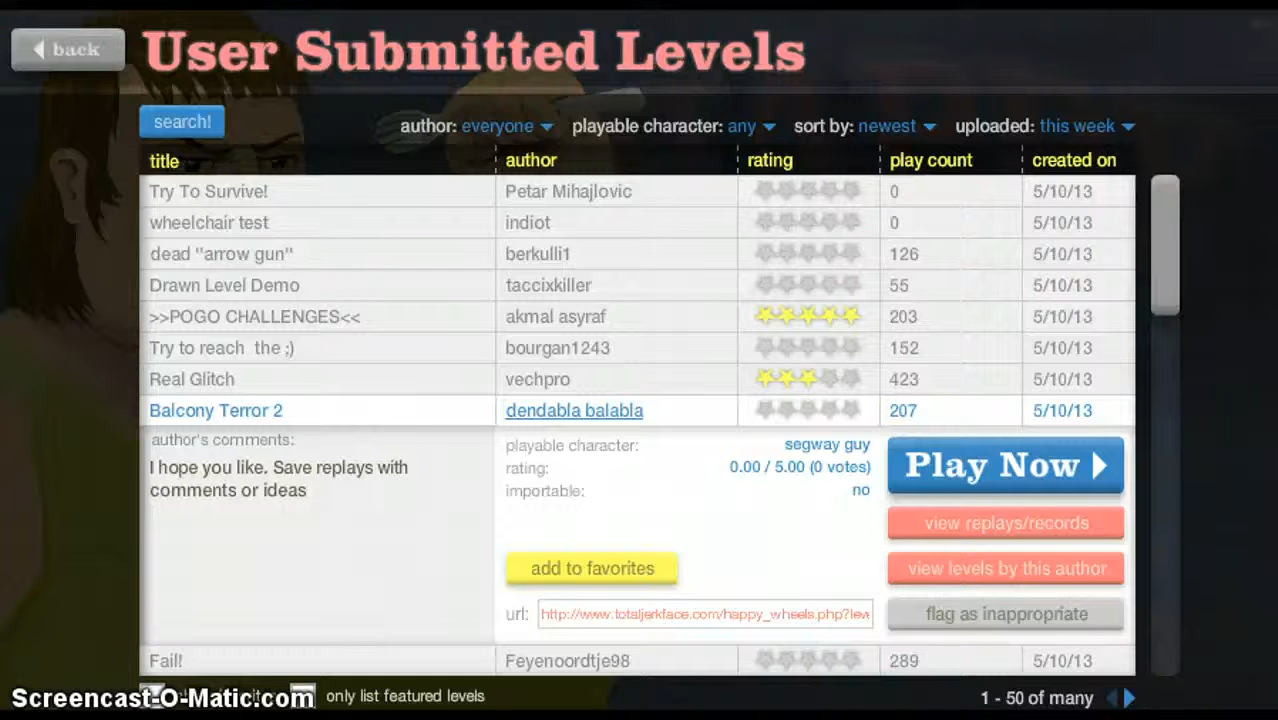 back
User Submitted Levels
search!
author: everyone playable character: any sort by: newest uploaded: this week
title author rating play count created on
Try To Survive! Petar Mihajlovic 0 5/10/13
wheelchair test indiot 0 5/10/13
dead "arrow gun" berkulli1 126 5/10/13
Drawn Level Demo taccixkiller 55 5/10/13
>>POGO CHALLENGES<< akmal asyraf 203 5/10/13
Try to reach the ;) bourgan1243 152 5/10/13
Real Glitch vechpro 423 5/10/13
Balcony Terror 2 dendabla balabla 207 5/10/13
author's comments:
I hope you like. Save replays with
comments or ideas
playable character: segway guy
rating: 0.00 / 5.00 (0 votes)
importable: no
add to favorites
url: http://www.totaljerkface.com/happy_wheels.php?lev
Play Now
view replays/records
view levels by this author
flag as inappropriate
Fail! Feyenoordtje98 289 5/10/13
Screencast-O-Matic.com only list featured levels 1 - 50 of many